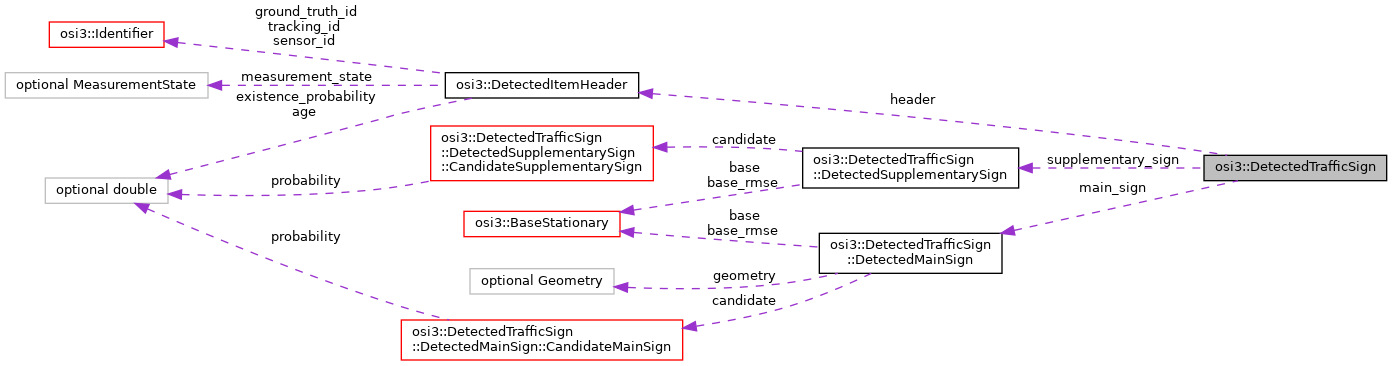 ground_truth_id
tracking_id
sensor_id
osi3::Identifier
measurement_state
optional MeasurementState
osi3::DetectedItemHeader
existence_probability
age
header
osi3::DetectedTrafficSign
::DetectedSupplementarySign
::CandidateSupplementarySign
candidate
osi3::DetectedTrafficSign
::DetectedSupplementarySign
supplementary_sign
osi3::DetectedTrafficSign
optional double
probability
base
base_rmse
main_sign
osi3::BaseStationary
base
base_rmse
osi3::DetectedTrafficSign
::DetectedMainSign
probability
optional Geometry
geometry
candidate
osi3::DetectedTrafficSign
::DetectedMainSign::CandidateMainSign